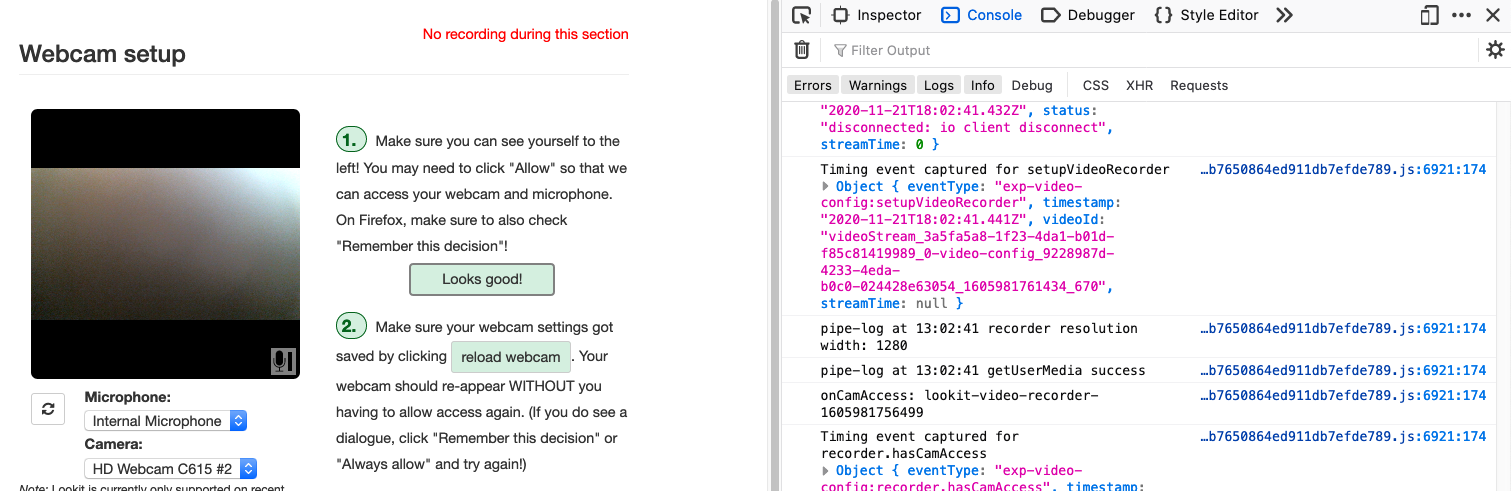 No recording during this section
Webcam setup
1. Make sure you can see yourself to the
left! You may need to click "Allow" so that we
can access your webcam and microphone.
On Firefox, make sure to also check
"Remember this decision"!
Looks good!
2. Make sure your webcam settings got
saved by clicking reload webcam. Your
webcam should re-appear WITHOUT you
having to allow access again. (If you do see a
dialogue, click "Remember this decision" or
"Always allow" and try again!)
Microphone:
Internal Microphone
Camera:
HD Webcam C615 #2
Note: Lookit is currently only supported on recent
Inspector Console Debugger {} Style Editor
Filter Output
Errors Warnings Logs Info Debug CSS XHR Requests
"2020-11-21T18:02:41.432Z", status:
"disconnected: io client disconnect",
streamTime: 0 }
Timing event captured for setupVideoRecorder …b7650864ed911db7efde789.js:6921:174
Object { eventType: "exp-video-
config:setupVideoRecorder", timestamp:
"2020-11-21T18:02:41.441Z", videoId:
"videoStream_3a5fa5a8-1f23-4da1-b01d-
f85c81419989_0-video-config_9228987d-
4233-4eda-
b0c0-024428e63054_1605981761434_670",
streamTime: null }
pipe-log at 13:02:41 recorder resolution …b7650864ed911db7efde789.js:6921:174
width: 1280
pipe-log at 13:02:41 getUserMedia success …b7650864ed911db7efde789.js:6921:174
onCamAccess: lookit-video-recorder- …b7650864ed911db7efde789.js:6921:174
1605981756499
Timing event captured for …b7650864ed911db7efde789.js:6921:174
recorder.hasCamAccess
Object { eventType: "exp-video-
config:recorder.hasCamAccess", timestamp: